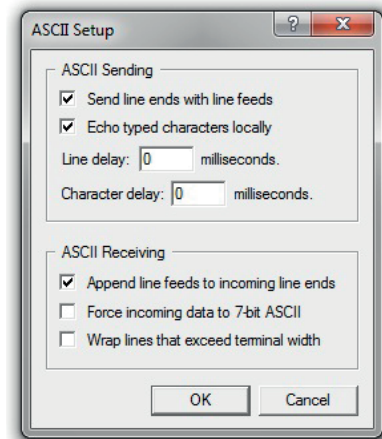 ASCII Setup
ASCII Sending
Send line ends with line feeds
Echo typed characters locally
Line delay: 0 milliseconds.
Character delay: 0 milliseconds.
ASCII Receiving
Append line feeds to incoming line ends
Force incoming data to 7-bit ASCII
Wrap lines that exceed terminal width
OK Cancel